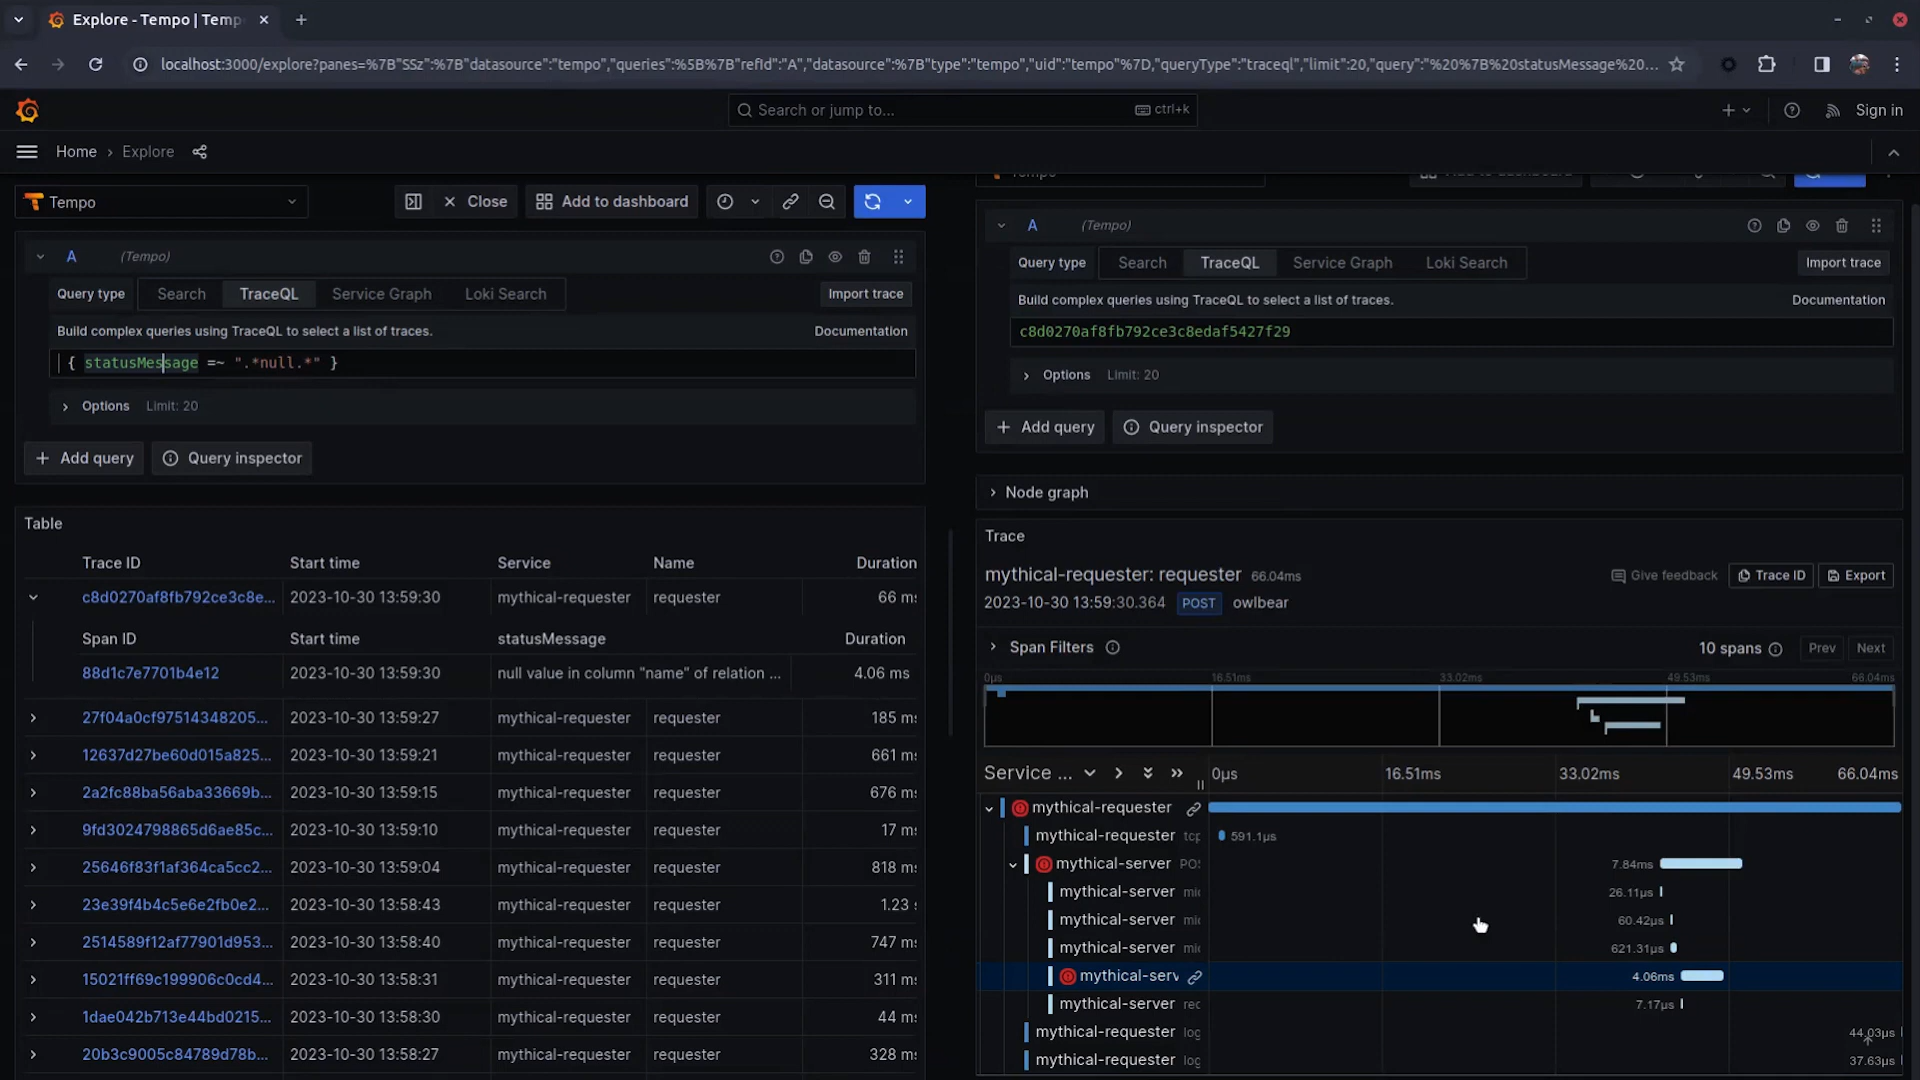 Explore - Tempo | Temp
localhost:3000/explore?panes=%7B"SSz":%7B"datasource":"tempo","queries":%5B%7B"refId":"A","datasource":%7B"type":"tempo","uid":"tempo"%7D,"queryType":"traceql","limit":20,"query":"%20%7B%20statusMessage%20...
Search or jump to... ctrl+k
Sign in
Home › Explore
Tempo
Close
Add to dashboard
A (Tempo)
Query type Search TraceQL Service Graph Loki Search Import trace
Build complex queries using TraceQL to select a list of traces. Documentation
{ statusMessage =~ ".*null.*" }
Options Limit: 20
+ Add query Query inspector
Table
Trace ID Start time Service Name Duration
c8d0270af8fb792ce3c8e... 2023-10-30 13:59:30 mythical-requester requester 66 ms
Span ID Start time statusMessage Duration
88d1c7e7701b4e12 2023-10-30 13:59:30 null value in column "name" of relation ... 4.06 ms
27f04a0cf97514348205... 2023-10-30 13:59:27 mythical-requester requester 185 ms
12637d27be60d015a825... 2023-10-30 13:59:21 mythical-requester requester 661 ms
2a2fc88ba56aba33669b... 2023-10-30 13:59:15 mythical-requester requester 676 ms
9fd3024798865d6ae85c... 2023-10-30 13:59:10 mythical-requester requester 17 ms
25646f83f1af364ca5cc2... 2023-10-30 13:59:04 mythical-requester requester 818 ms
23e39f4b4c5e6e2fb0e2... 2023-10-30 13:58:43 mythical-requester requester 1.23 s
2514589f12af77901d953... 2023-10-30 13:58:40 mythical-requester requester 747 ms
15021ff69c199906c0cd4... 2023-10-30 13:58:31 mythical-requester requester 311 ms
1dae042b713e44bd0215... 2023-10-30 13:58:30 mythical-requester requester 44 ms
20b3c9005c84789d78b... 2023-10-30 13:58:27 mythical-requester requester 328 ms
A (Tempo)
Query type Search TraceQL Service Graph Loki Search Import trace
Build complex queries using TraceQL to select a list of traces. Documentation
c8d0270af8fb792ce3c8edaf5427f29
Options Limit: 20
+ Add query Query inspector
Node graph
Trace
mythical-requester: requester 66.04ms Give feedback Trace ID Export
2023-10-30 13:59:30.364 POST owlbear
Span Filters 10 spans Prev Next
0µs 16.51ms 33.02ms 49.53ms 66.04ms
Service ... 0µs 16.51ms 33.02ms 49.53ms 66.04ms
mythical-requester
mythical-requester tcp 591.1µs
mythical-server POS 7.84ms
mythical-server mic 26.11µs
mythical-server mic 60.42µs
mythical-server mic 621.31µs
mythical-serv 4.06ms
mythical-server rec 7.17µs
mythical-requester log 44.03µs
mythical-requester log 37.63µs